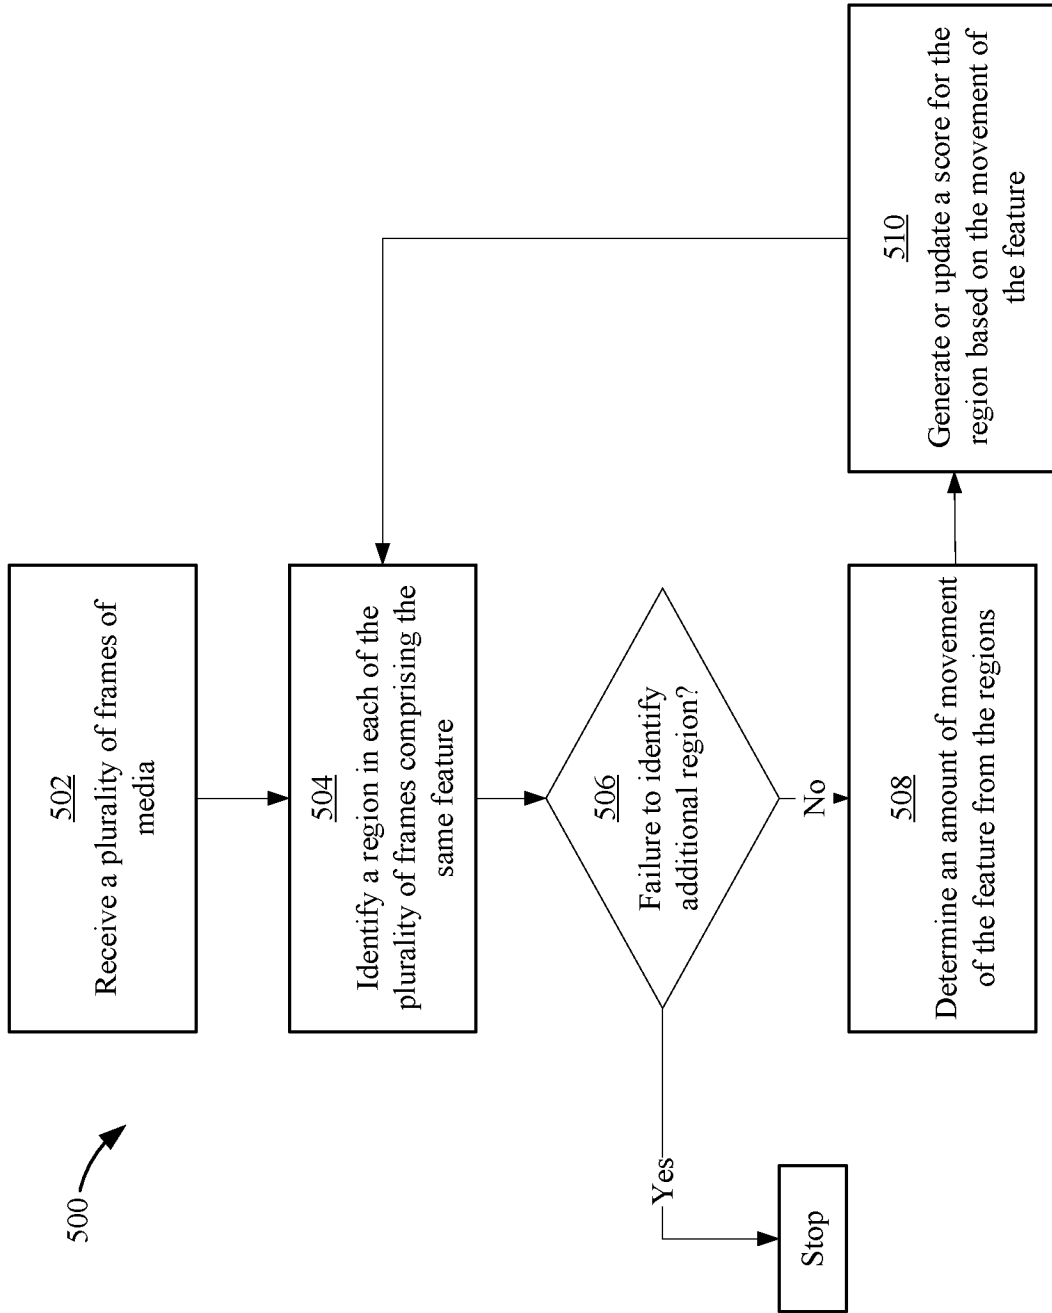 500
502
Receive a plurality of frames of
media
504
Identify a region in each of the
plurality of frames comprising the
same feature
506
Failure to identify
additional region?
Yes
Stop
No
508
Determine an amount of movement
of the feature from the regions
510
Generate or update a score for the
region based on the movement of
the feature